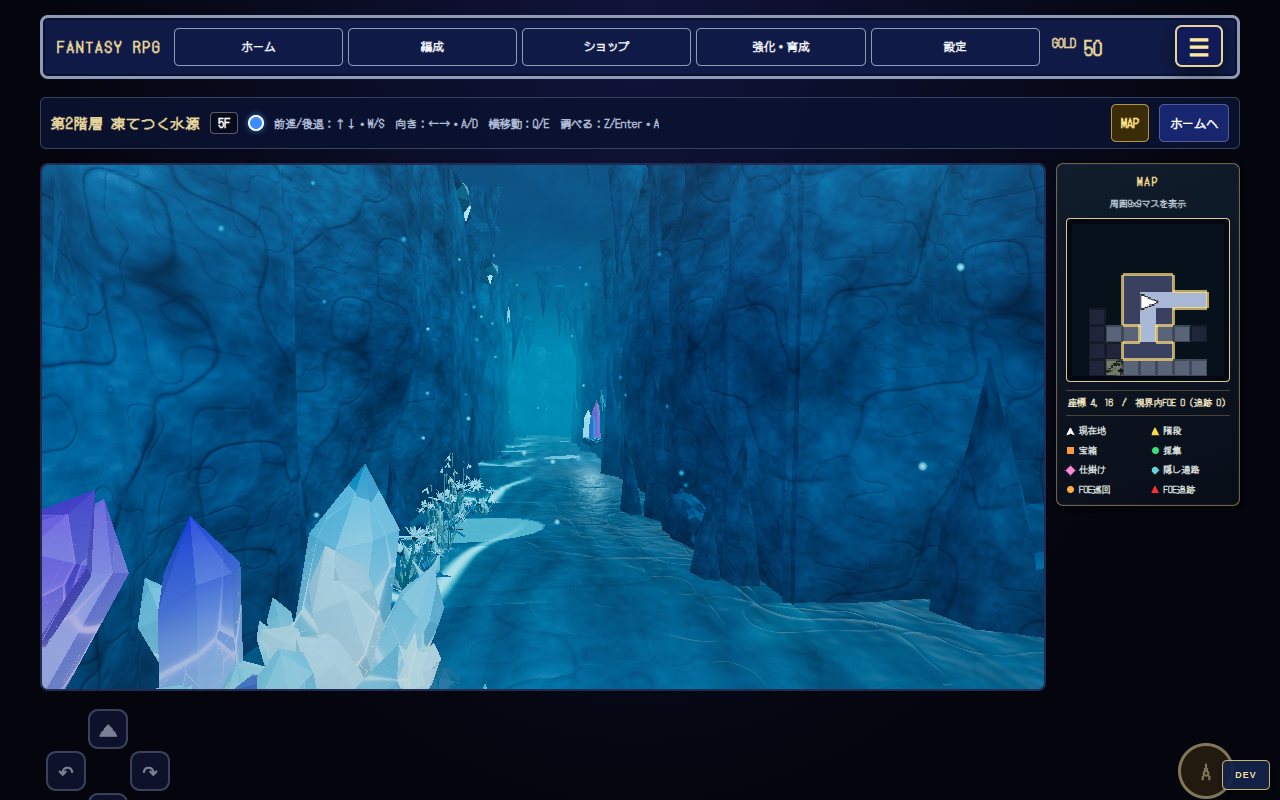 FANTASY RPG
ホーム
編成
ショップ
強化・育成
設定
GOLD 50
第2階層 凍てつく水源
5F
前進/後退：↑↓・W/S 向き：←→・A/D 横移動：Q/E 調べる：Z/Enter・A
MAP
ホームへ
MAP
周囲9x9マスを表示
座標 4, 16 / 視界内FOE 0 (追跡 0)
現在地
階段
宝箱
採集
仕掛け
隠し通路
FOE巡回
FOE追跡
A
DEV